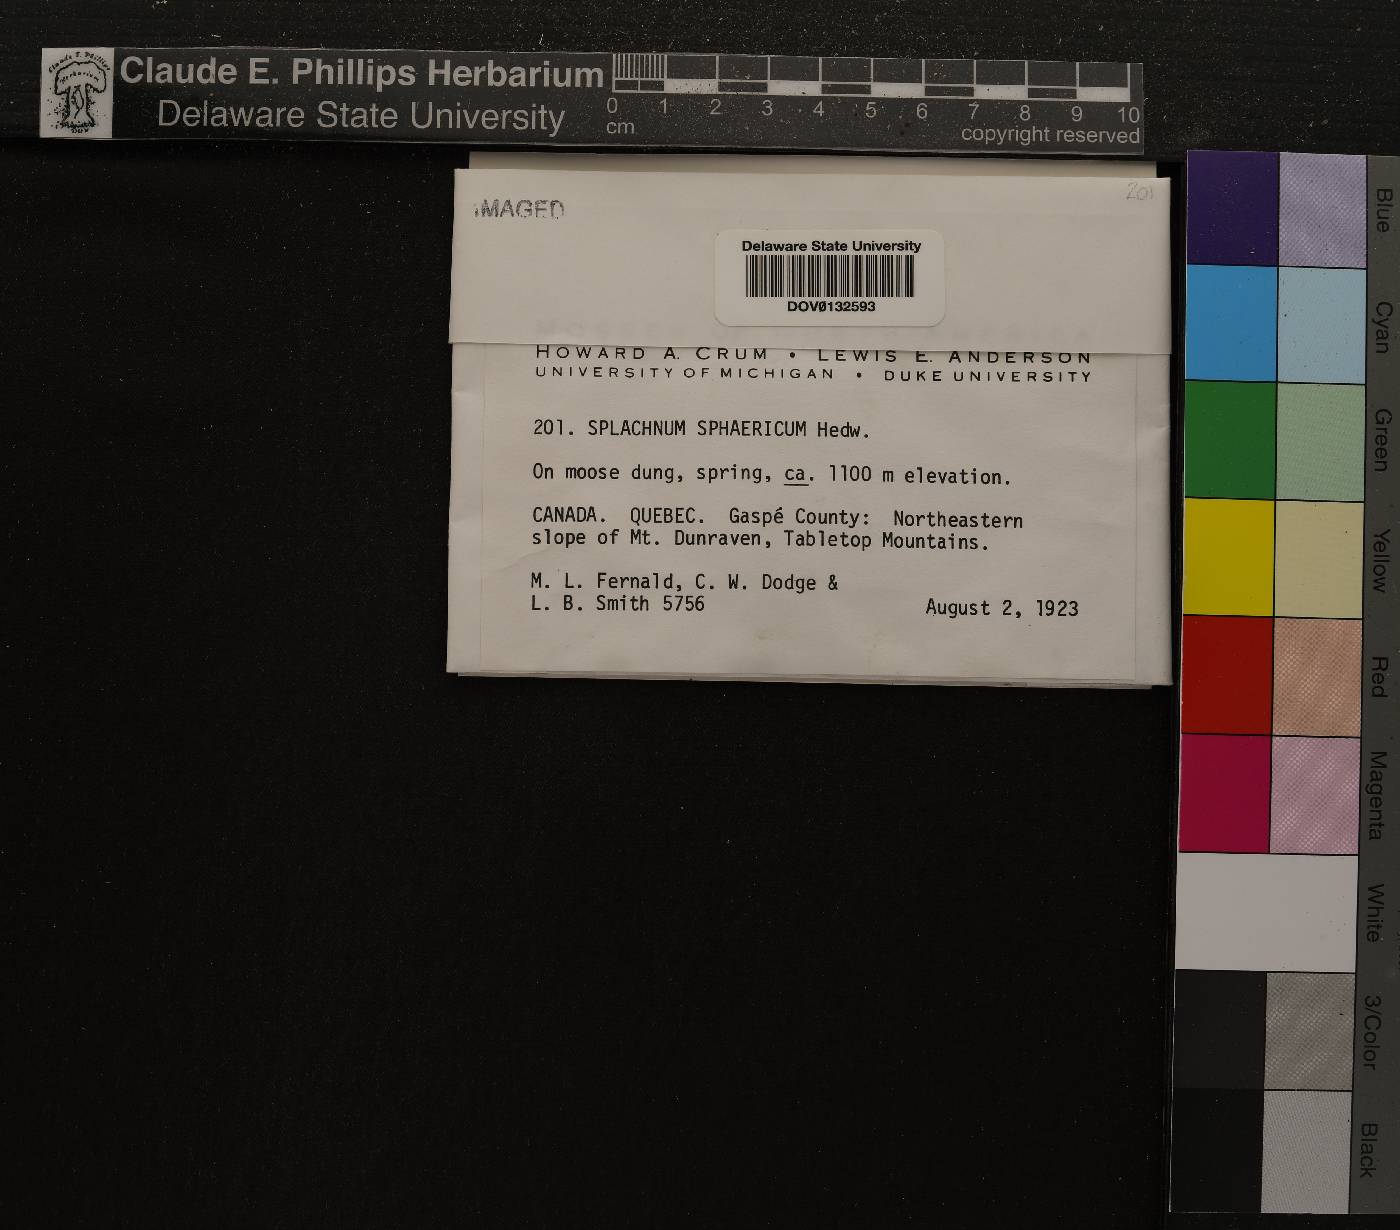 Claude E. Phillips Herbarium
Delaware State University
0 1 2 3 4 5 6 7 8 9 10
cm
copyright reserved
201
IMAGED
Delaware State University
DOV0132593
HOWARD A. CRUM • LEWIS E. ANDERSON
UNIVERSITY OF MICHIGAN • DUKE UNIVERSITY
201. SPLACHNUM SPHAERICUM Hedw.
On moose dung, spring, ca. 1100 m elevation.
CANADA. QUEBEC. Gaspé County: Northeastern
slope of Mt. Dunraven, Tabletop Mountains.
M. L. Fernald, C. W. Dodge &
L. B. Smith 5756 August 2, 1923
Blue
Cyan
Green
Yellow
Red
Magenta
White
3/Color
Black